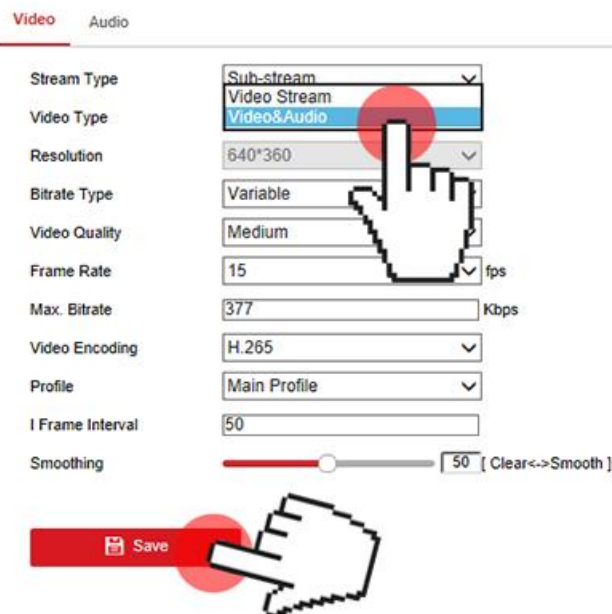 Video Audio
Stream Type Sub-stream
Video Stream
Video Type Video&Audio
Resolution 640*360
Bitrate Type Variable
Video Quality Medium
Frame Rate 15 fps
Max. Bitrate 377 Kbps
Video Encoding H.265
Profile Main Profile
I Frame Interval 50
Smoothing 50 [ Clear<->Smooth ]
Save